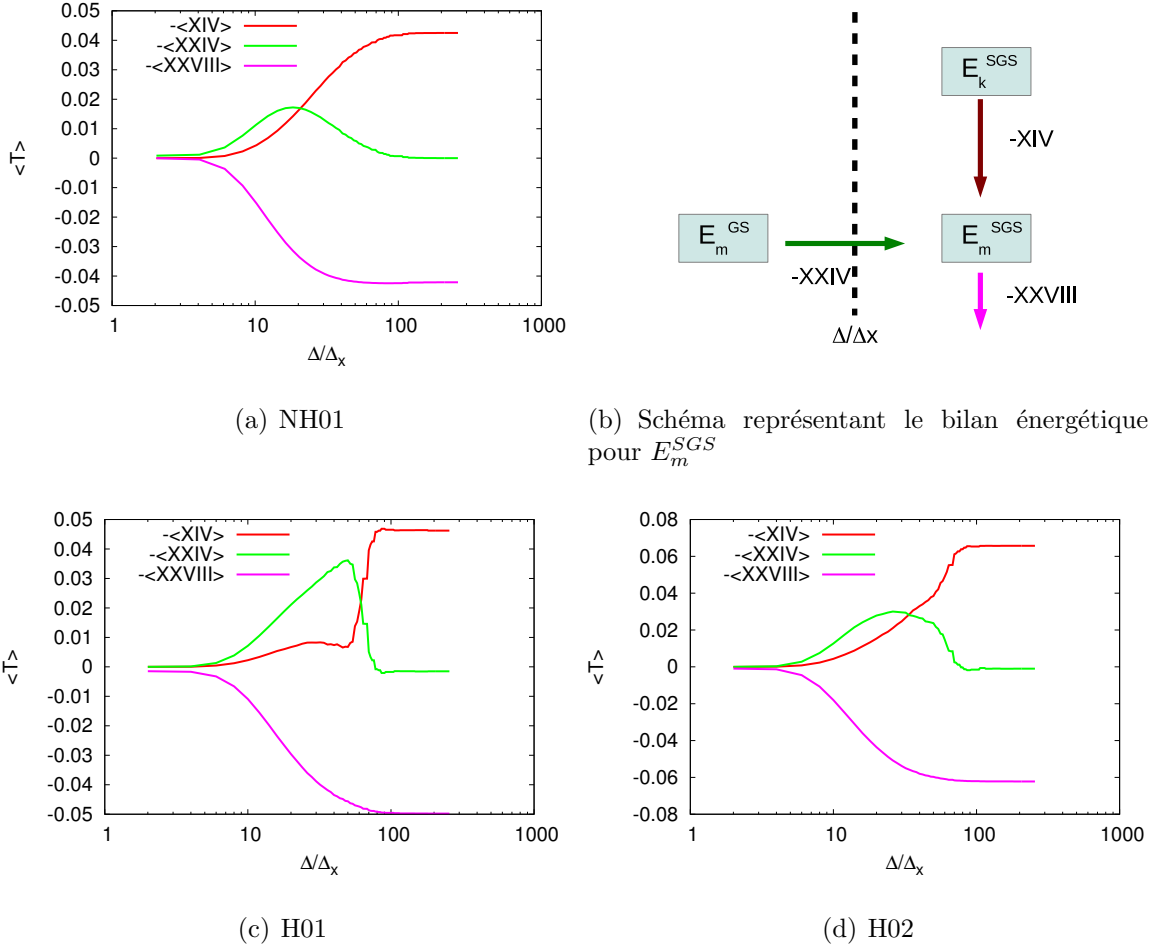 0.05
0.04
0.03
0.02
0.01
0
-0.01
-0.02
-0.03
-0.04
-0.05
<T>
-<XIV>
-<XXIV>
-<XXVIII>
1 10 100 1000
Δ/Δx
(a) NH01
E_k^SGS
-XIV
E_m^GS
E_m^SGS
-XXIV
-XXVIII
Δ/Δx
(b) Schéma représentant le bilan énergétique
pour E_m^SGS
0.05
0.04
0.03
0.02
0.01
0
-0.01
-0.02
-0.03
-0.04
-0.05
<T>
-<XIV>
-<XXIV>
-<XXVIII>
1 10 100 1000
Δ/Δx
(c) H01
0.08
0.06
0.04
0.02
0
-0.02
-0.04
-0.06
-0.08
<T>
-<XIV>
-<XXIV>
-<XXVIII>
1 10 100 1000
Δ/Δx
(d) H02